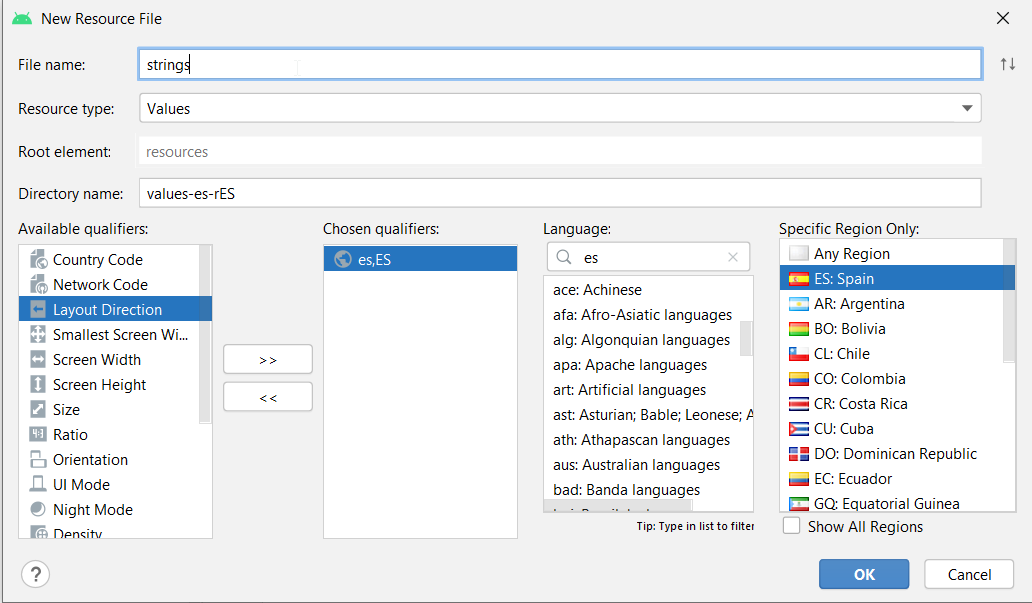 New Resource File
File name:
strings
Resource type:
Values
Root element:
resources
Directory name:
values-es-rES
Available qualifiers:
Country Code
Network Code
Layout Direction
Smallest Screen Wi...
Screen Width
Screen Height
Size
Ratio
Orientation
UI Mode
Night Mode
Density
>>
<<
Chosen qualifiers:
es,ES
Language:
es
ace: Achinese
afa: Afro-Asiatic languages
alg: Algonquian languages
apa: Apache languages
art: Artificial languages
ast: Asturian; Bable; Leonese; A
ath: Athapascan languages
aus: Australian languages
bad: Banda languages
Tip: Type in list to filter
Specific Region Only:
Any Region
ES: Spain
AR: Argentina
BO: Bolivia
CL: Chile
CO: Colombia
CR: Costa Rica
CU: Cuba
DO: Dominican Republic
EC: Ecuador
GQ: Equatorial Guinea
Show All Regions
?
OK
Cancel